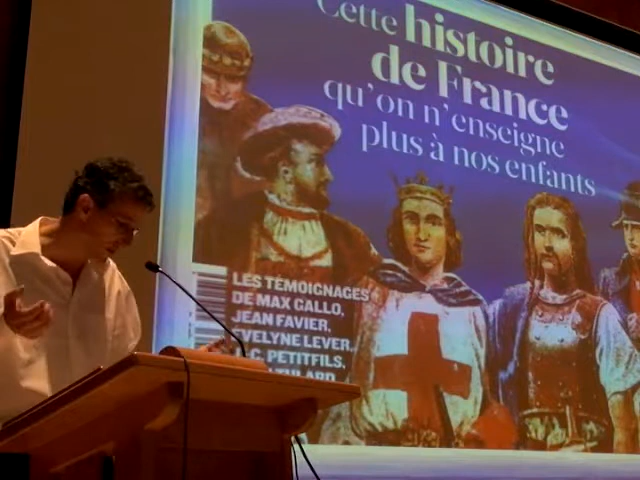 Cette histoire
de France
qu'on n'enseigne
plus à nos enfants
LES TÉMOIGNAGES
DE MAX GALLO,
JEAN FAVIER,
EVELYNE LEVER,
J.-C. PETITFILS,